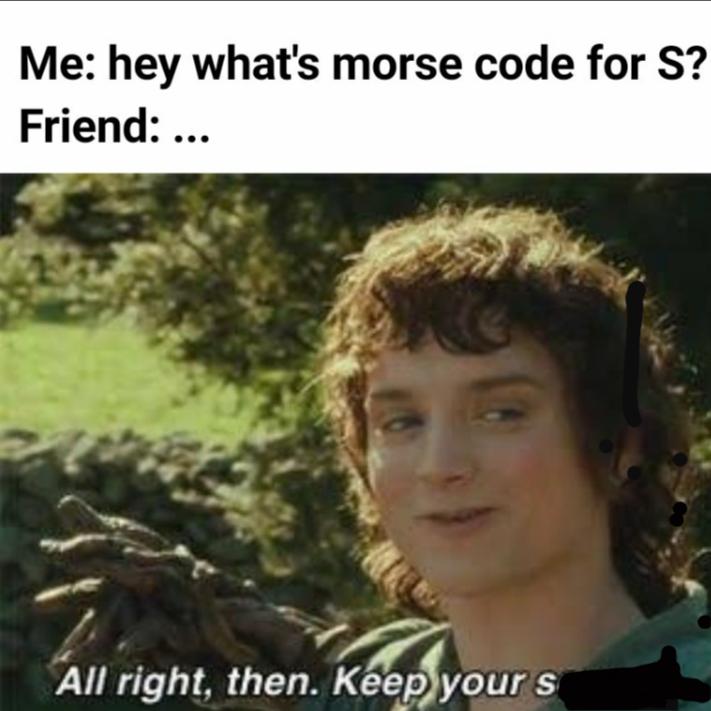 Me: hey what's morse code for S?
Friend: ...
All right, then. Keep your